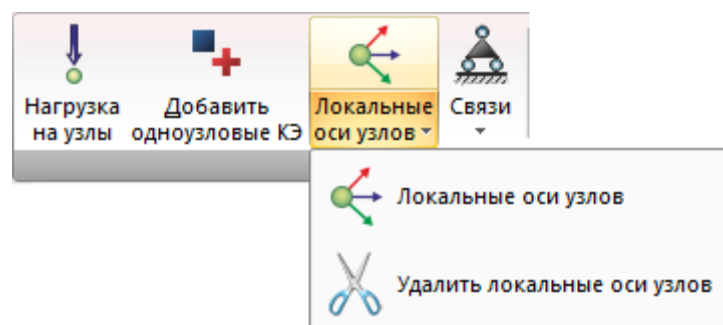 Нагрузка на узлы
Добавить одноузловые КЭ
Локальные оси узлов
Связи
Локальные оси узлов
Удалить локальные оси узлов